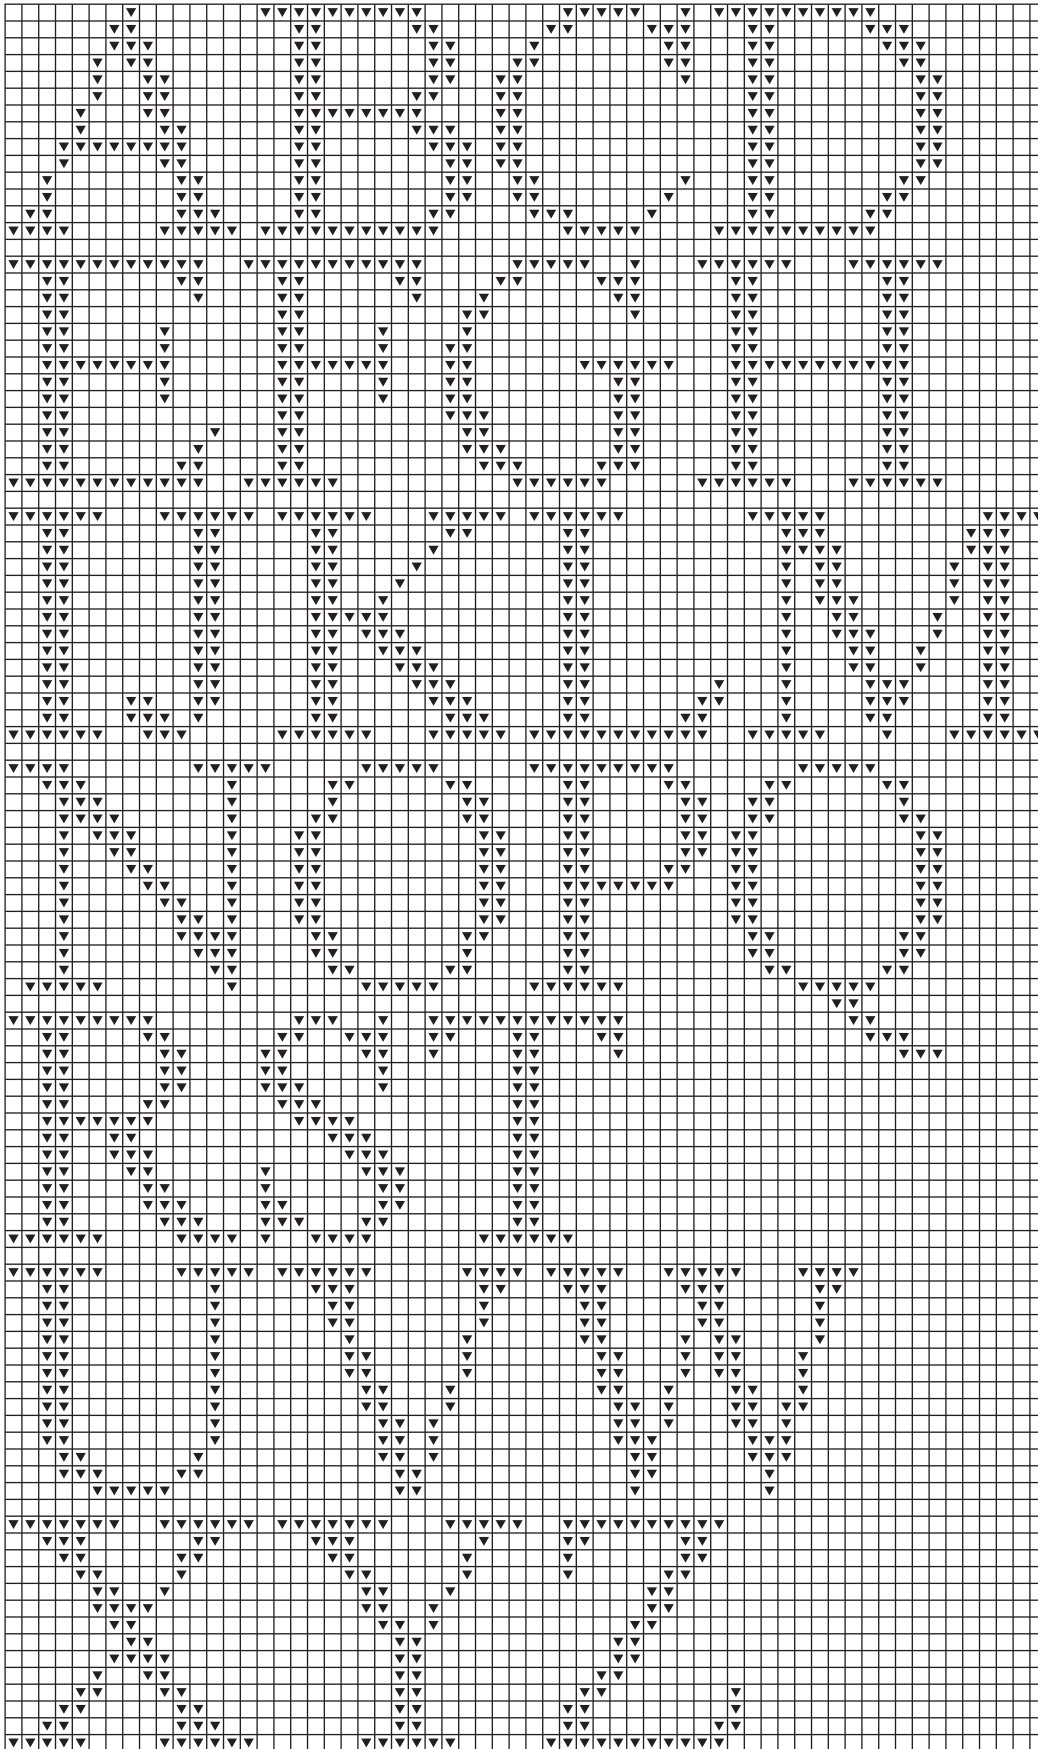 ABCD
EFGH
IJKLM
NOPQ
RST
UVW
XYZ